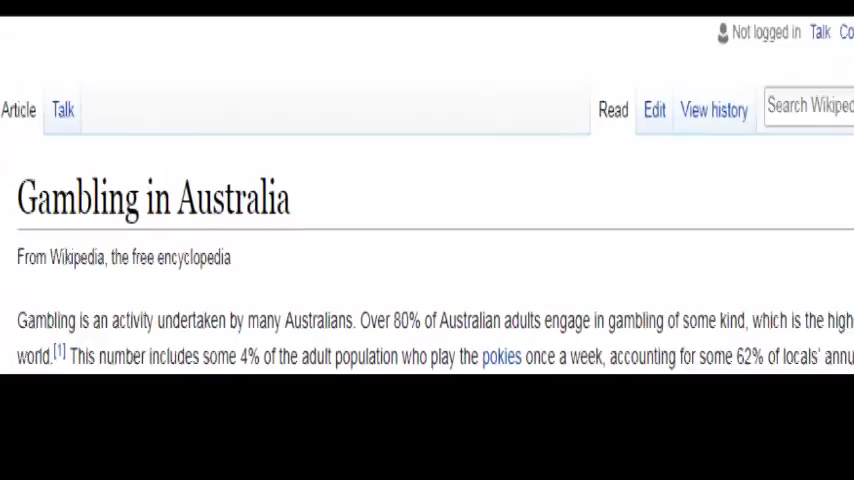 Not logged in Talk
Article Talk Read Edit View history Search
Gambling in Australia
From Wikipedia, the free encyclopedia
Gambling is an activity undertaken by many Australians. Over 80% of Australian adults engage in gambling of some kind, which is the
world.[1] This number includes some 4% of the adult population who play the pokies once a week, accounting for some 62% of locals'